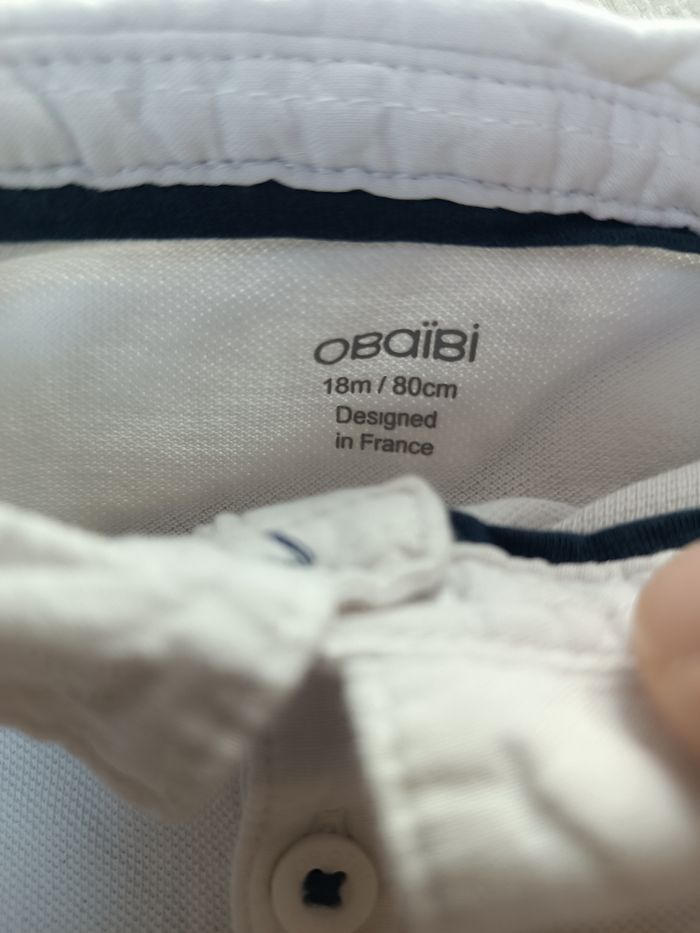 OBaïBi
18m / 80cm
Designed
in France